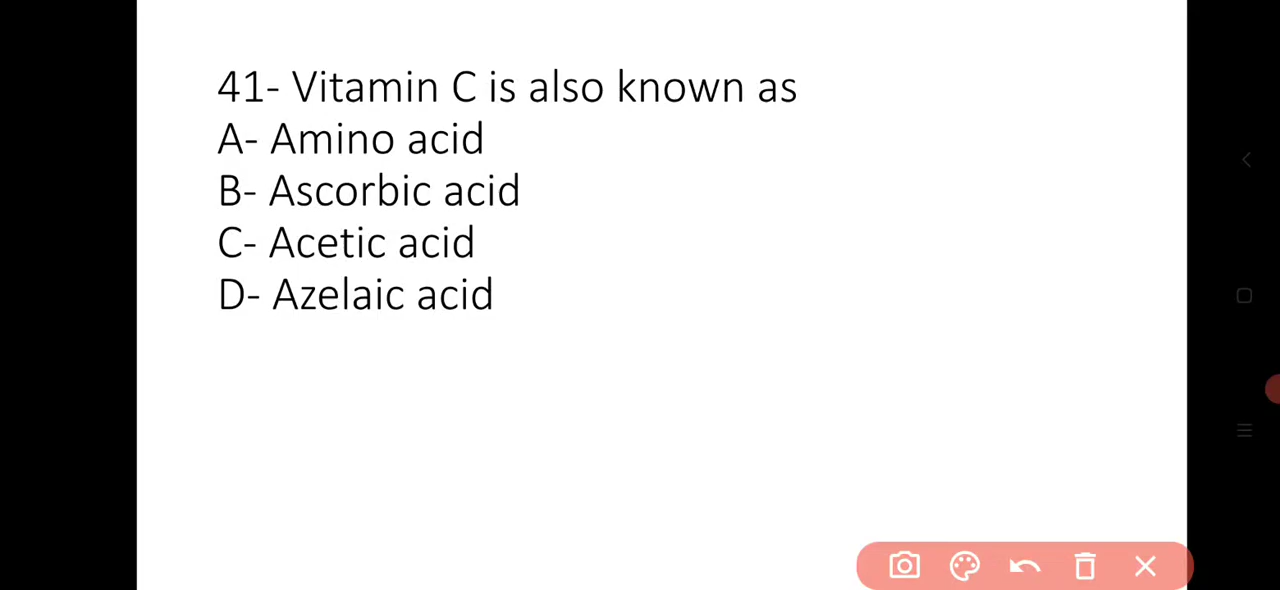 41- Vitamin C is also known as
A- Amino acid
B- Ascorbic acid
C- Acetic acid
D- Azelaic acid